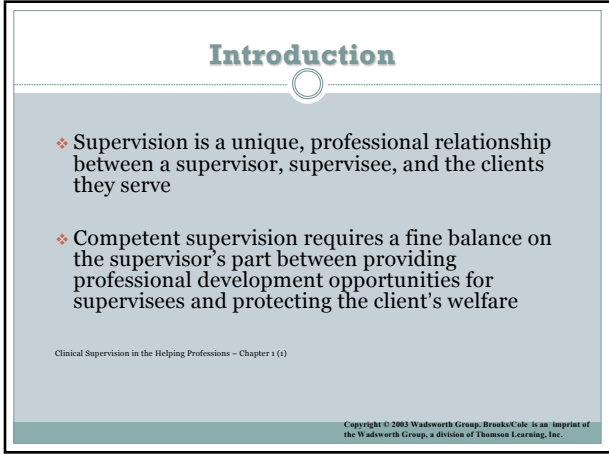 Introduction
❖ Supervision is a unique, professional relationship
between a supervisor, supervisee, and the clients
they serve
❖ Competent supervision requires a fine balance on
the supervisor’s part between providing
professional development opportunities for
supervisees and protecting the client’s welfare
Clinical Supervision in the Helping Professions – Chapter 1 (1)
Copyright © 2003 Wadsworth Group. Brooks/Cole is an imprint of
the Wadsworth Group, a division of Thomson Learning, Inc.